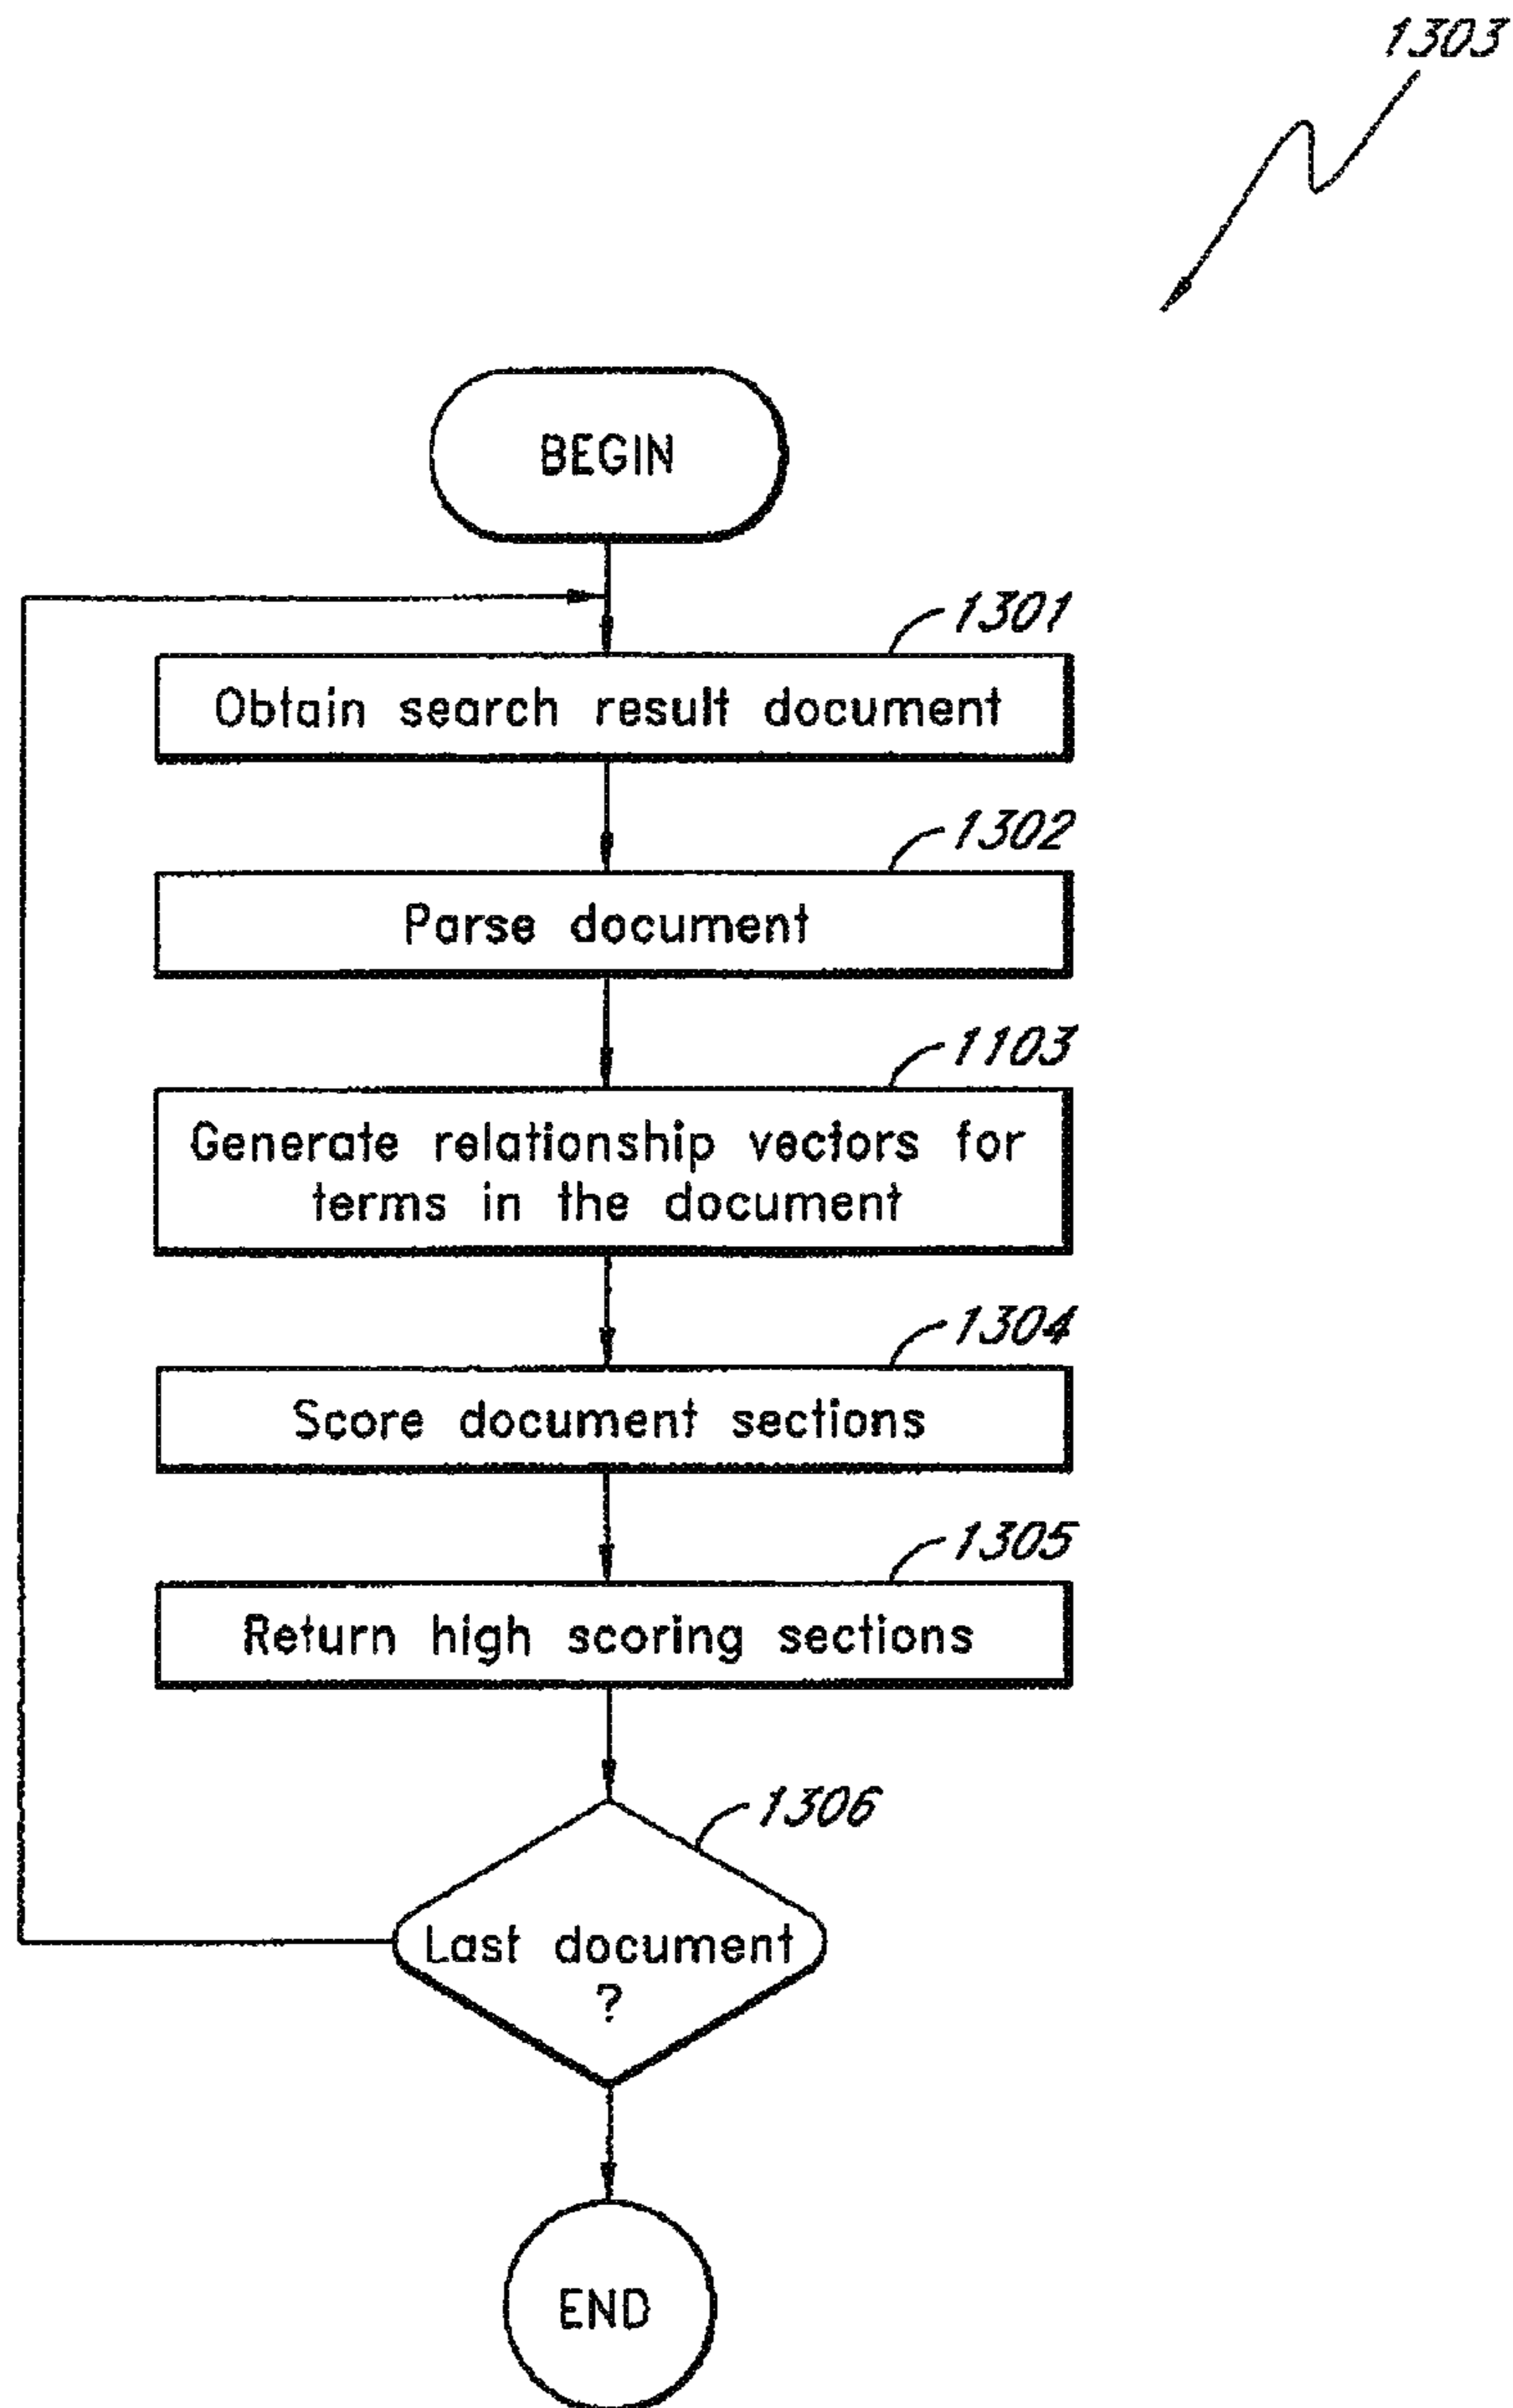 1303
BEGIN
1301
Obtain search result document
1302
Parse document
1103
Generate relationship vectors for
terms in the document
1304
Score document sections
1305
Return high scoring sections
1306
Last document
?
END